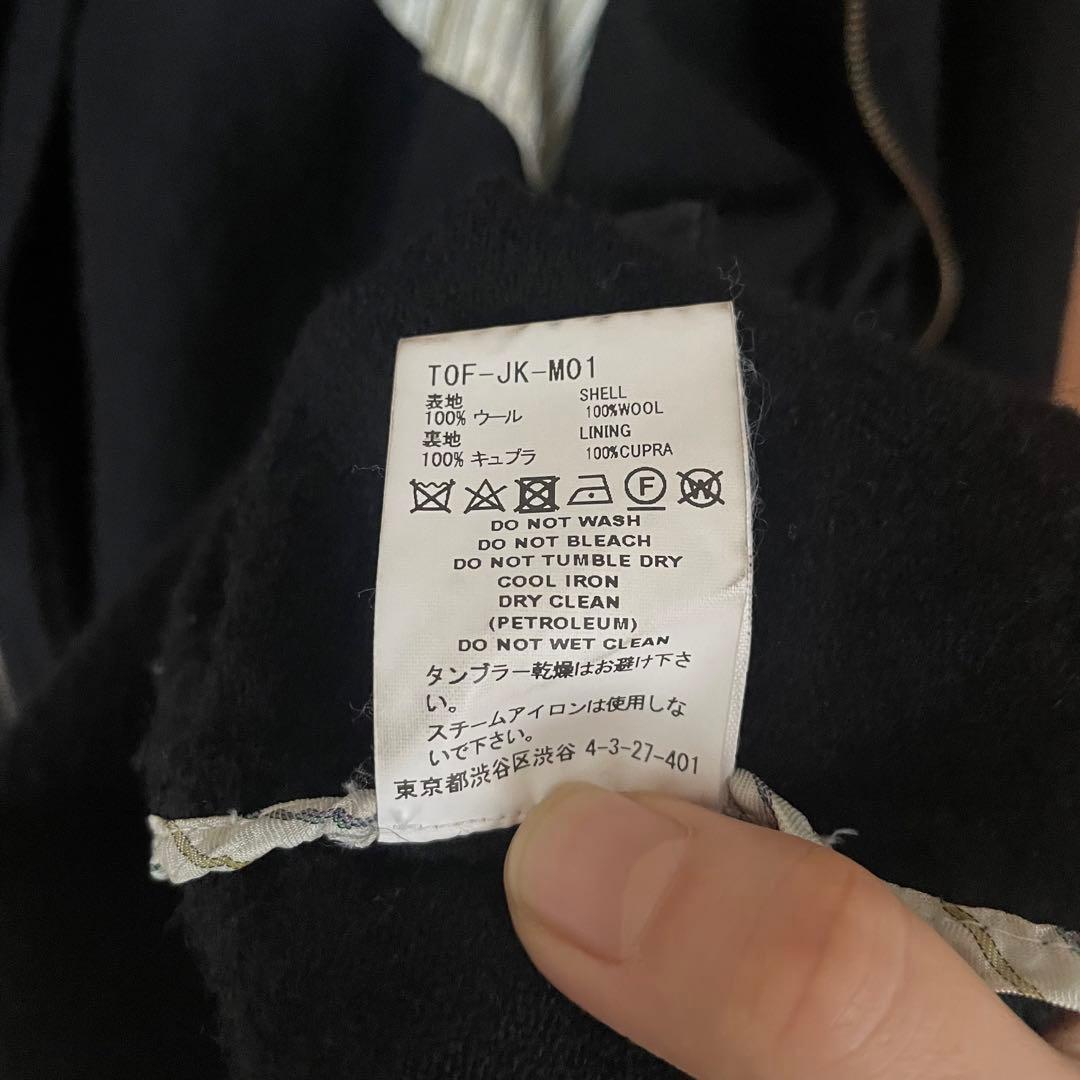 TOF-JK-M01
表地 SHELL
100% ウール 100%WOOL
裏地 LINING
100% キュプラ 100%CUPRA
F W
DO NOT WASH
DO NOT BLEACH
DO NOT TUMBLE DRY
COOL IRON
DRY CLEAN
(PETROLEUM)
DO NOT WET CLEAN
タンブラー乾燥はお避け下さ
い。
スチームアイロンは使用しな
いで下さい。
東京都渋谷区渋谷 4-3-27-401